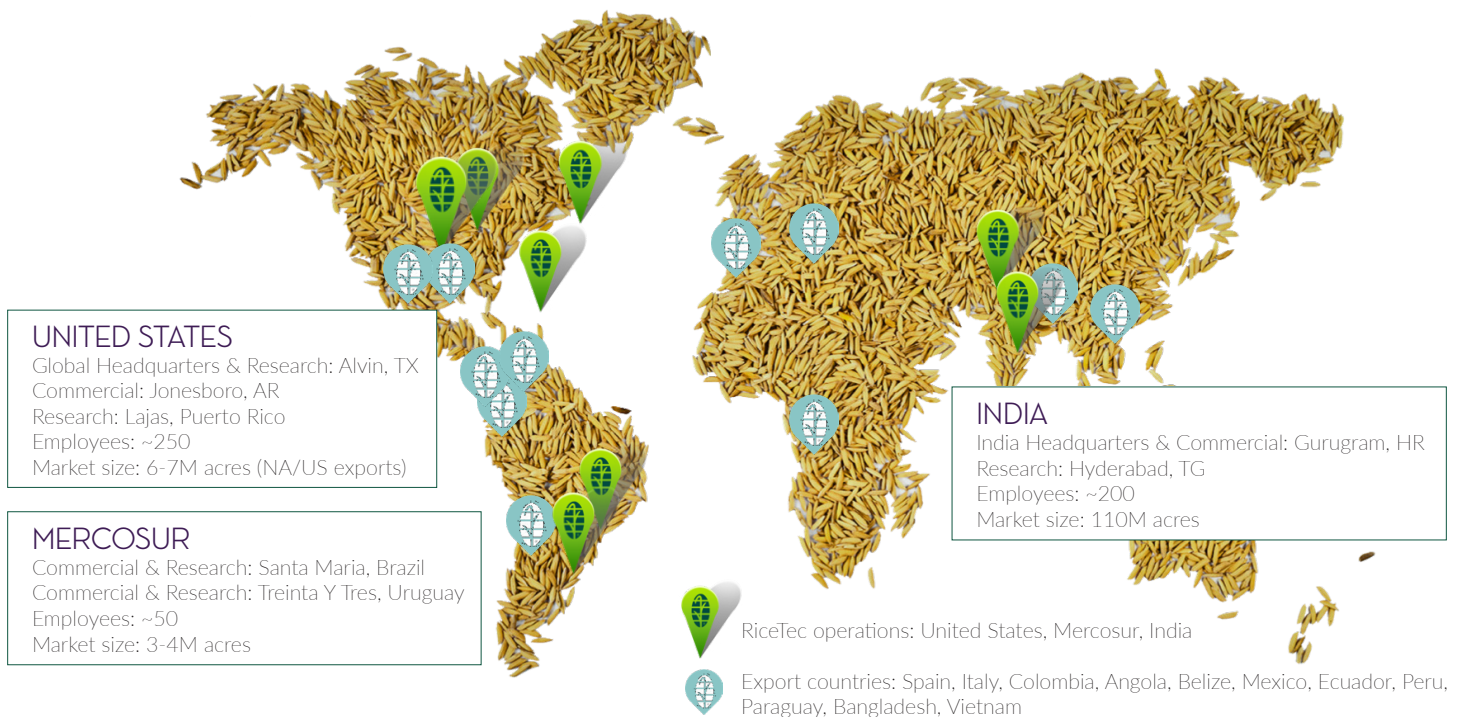 UNITED STATES
Global Headquarters & Research: Alvin, TX
Commercial: Jonesboro, AR
Research: Lajas, Puerto Rico
Employees: ~250
Market size: 6-7M acres (NA/US exports)
MERCOSUR
Commercial & Research: Santa Maria, Brazil
Commercial & Research: Treinta Y Tres, Uruguay
Employees: ~50
Market size: 3-4M acres
INDIA
India Headquarters & Commercial: Gurugram, HR
Research: Hyderabad, TG
Employees: ~200
Market size: 110M acres
RiceTec operations: United States, Mercosur, India
Export countries: Spain, Italy, Colombia, Angola, Belize, Mexico, Ecuador, Peru,
Paraguay, Bangladesh, Vietnam